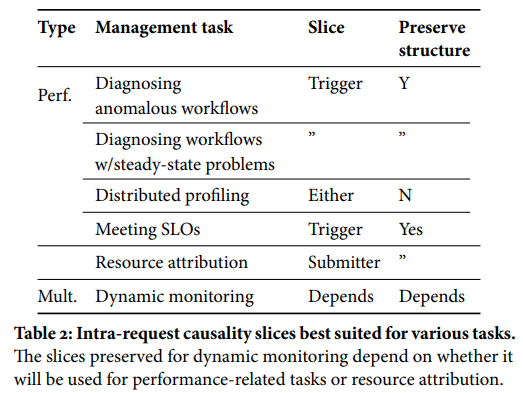 Type Management task Slice Preserve
structure
Perf. Diagnosing Trigger Y
anomalous workflows
Diagnosing workflows ” ”
w/steady-state problems
Distributed profiling Either N
Meeting SLOs Trigger Yes
Resource attribution Submitter ”
Mult. Dynamic monitoring Depends Depends
Table 2: Intra-request causality slices best suited for various tasks.
The slices preserved for dynamic monitoring depend on whether it
will be used for performance-related tasks or resource attribution.